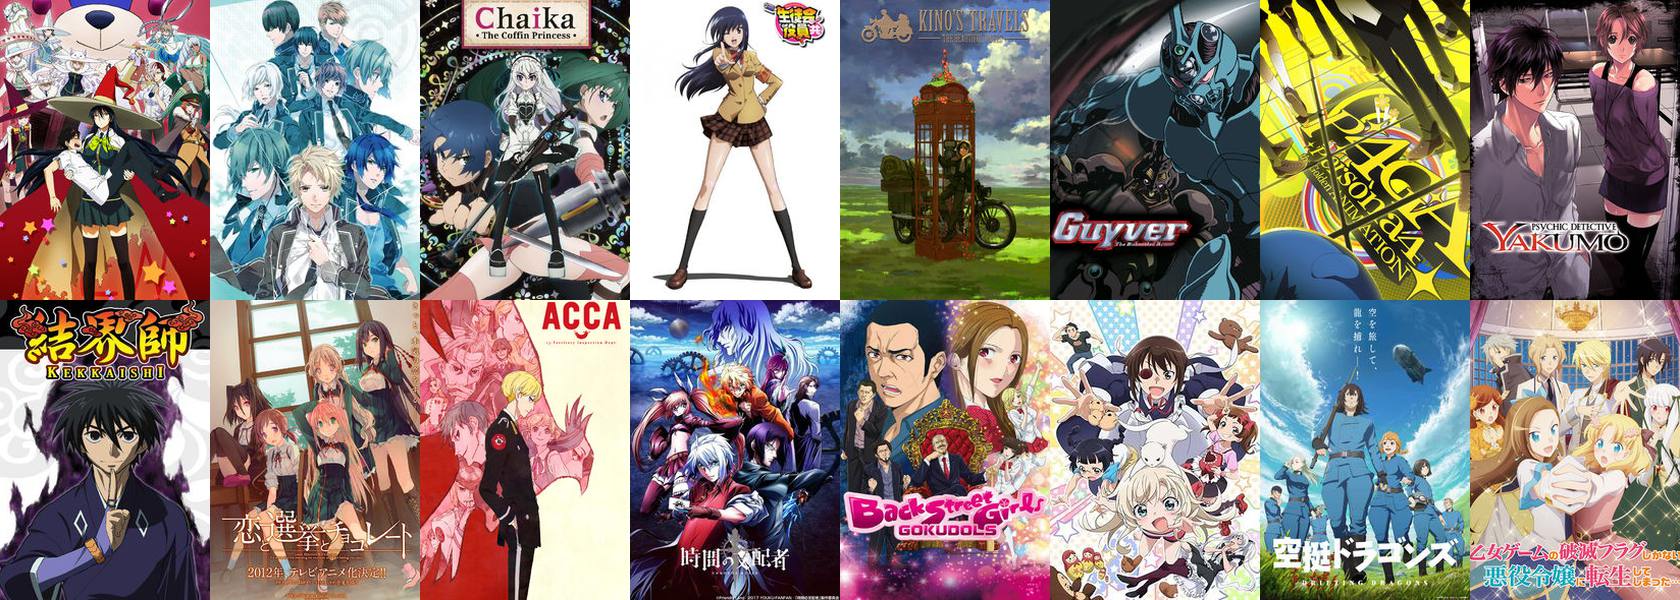 Chaika
• The Coffin Princess •
生徒会
役員共
KINO'S TRAVELS
THE BEAUTIFUL
Guyver
The Bioboosted Armor
P4GA
Persona4
the Golden ANIMATION
PSYCHIC DETECTIVE
YAKUMO
結界師
KEKKAISHI
恋と選挙とチョコレート
2012年、テレビアニメ化決定!!
ACCA
13 Territory Inspection Dept.
時間の支配者
BackStreet Girls
GOKUDOLS
空を旅して、
龍を捕れ
空挺ドラゴンズ
DRIFTING DRAGONS
乙女ゲームの破滅フラグしかない
悪役令嬢に転生してしまった…